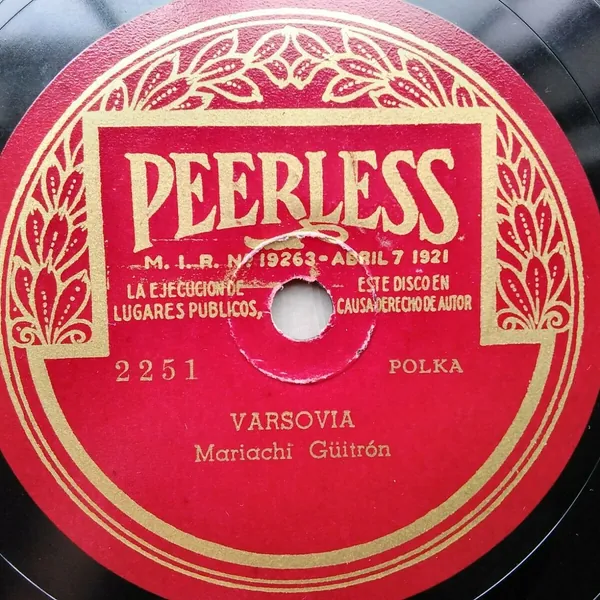 PEERLESS
M. I. R. No 19263-ABRIL 7 1921
LA EJECUCION DE
LUGARES PUBLICOS,
ESTE DISCO EN
CAUSA DERECHO DE AUTOR
2251
POLKA
VARSOVIA
Mariachi Güitrón